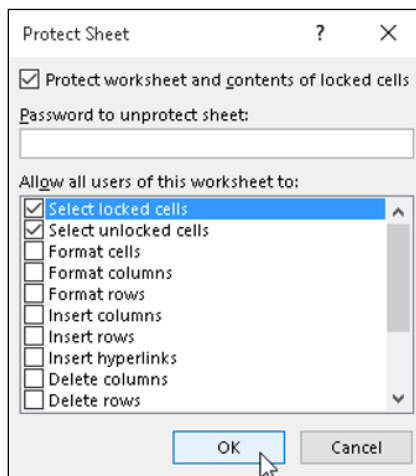 Protect Sheet ?
Protect worksheet and contents of locked cells
Password to unprotect sheet:
Allow all users of this worksheet to:
Select locked cells
Select unlocked cells
Format cells
Format columns
Format rows
Insert columns
Insert rows
Insert hyperlinks
Delete columns
Delete rows
OK Cancel